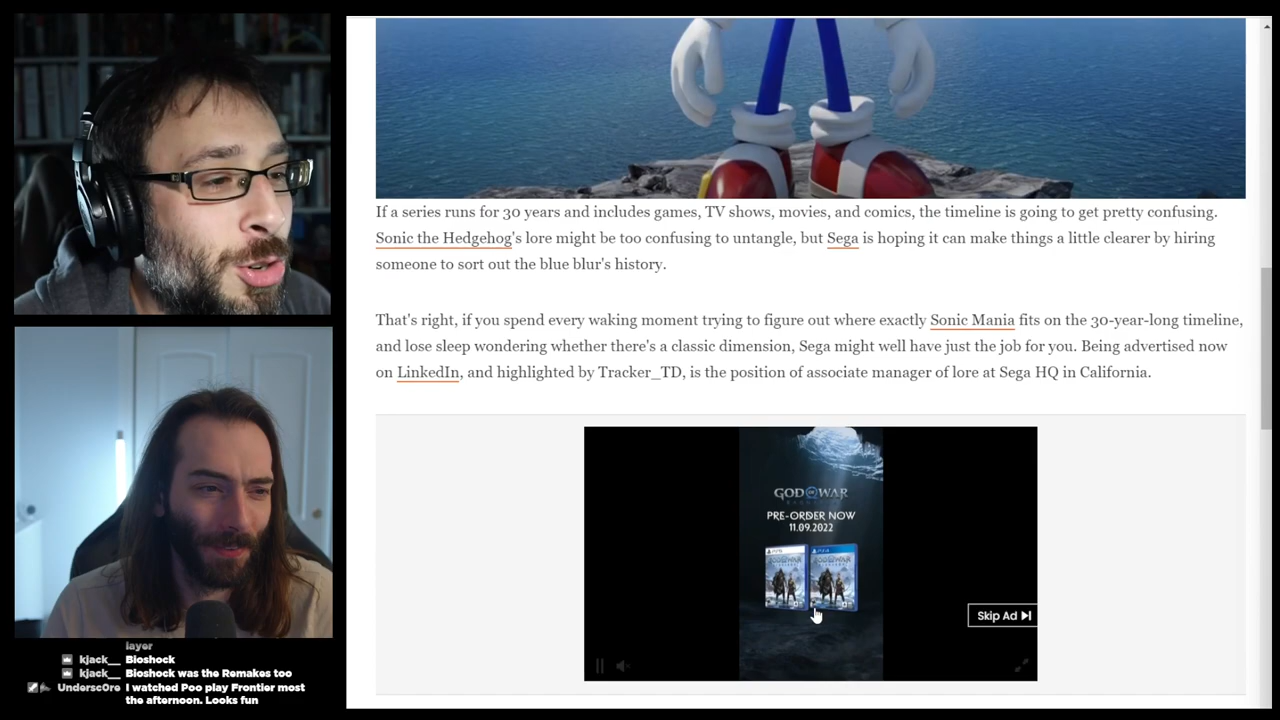 If a series runs for 30 years and includes games, TV shows, movies, and comics, the timeline is going to get pretty confusing.
Sonic the Hedgehog's lore might be too confusing to untangle, but Sega is hoping it can make things a little clearer by hiring
someone to sort out the blue blur's history.
That's right, if you spend every waking moment trying to figure out where exactly Sonic Mania fits on the 30-year-long timeline,
and lose sleep wondering whether there's a classic dimension, Sega might well have just the job for you. Being advertised now
on LinkedIn, and highlighted by Tracker_TD, is the position of associate manager of lore at Sega HQ in California.
GOD OF WAR
PRE-ORDER NOW
11.09.2022
Skip Ad
layer
kjack__ Bioshock
kjack__ Bioshock was the Remakes too
Undersc0re I watched Poo play Frontier most
the afternoon. Looks fun